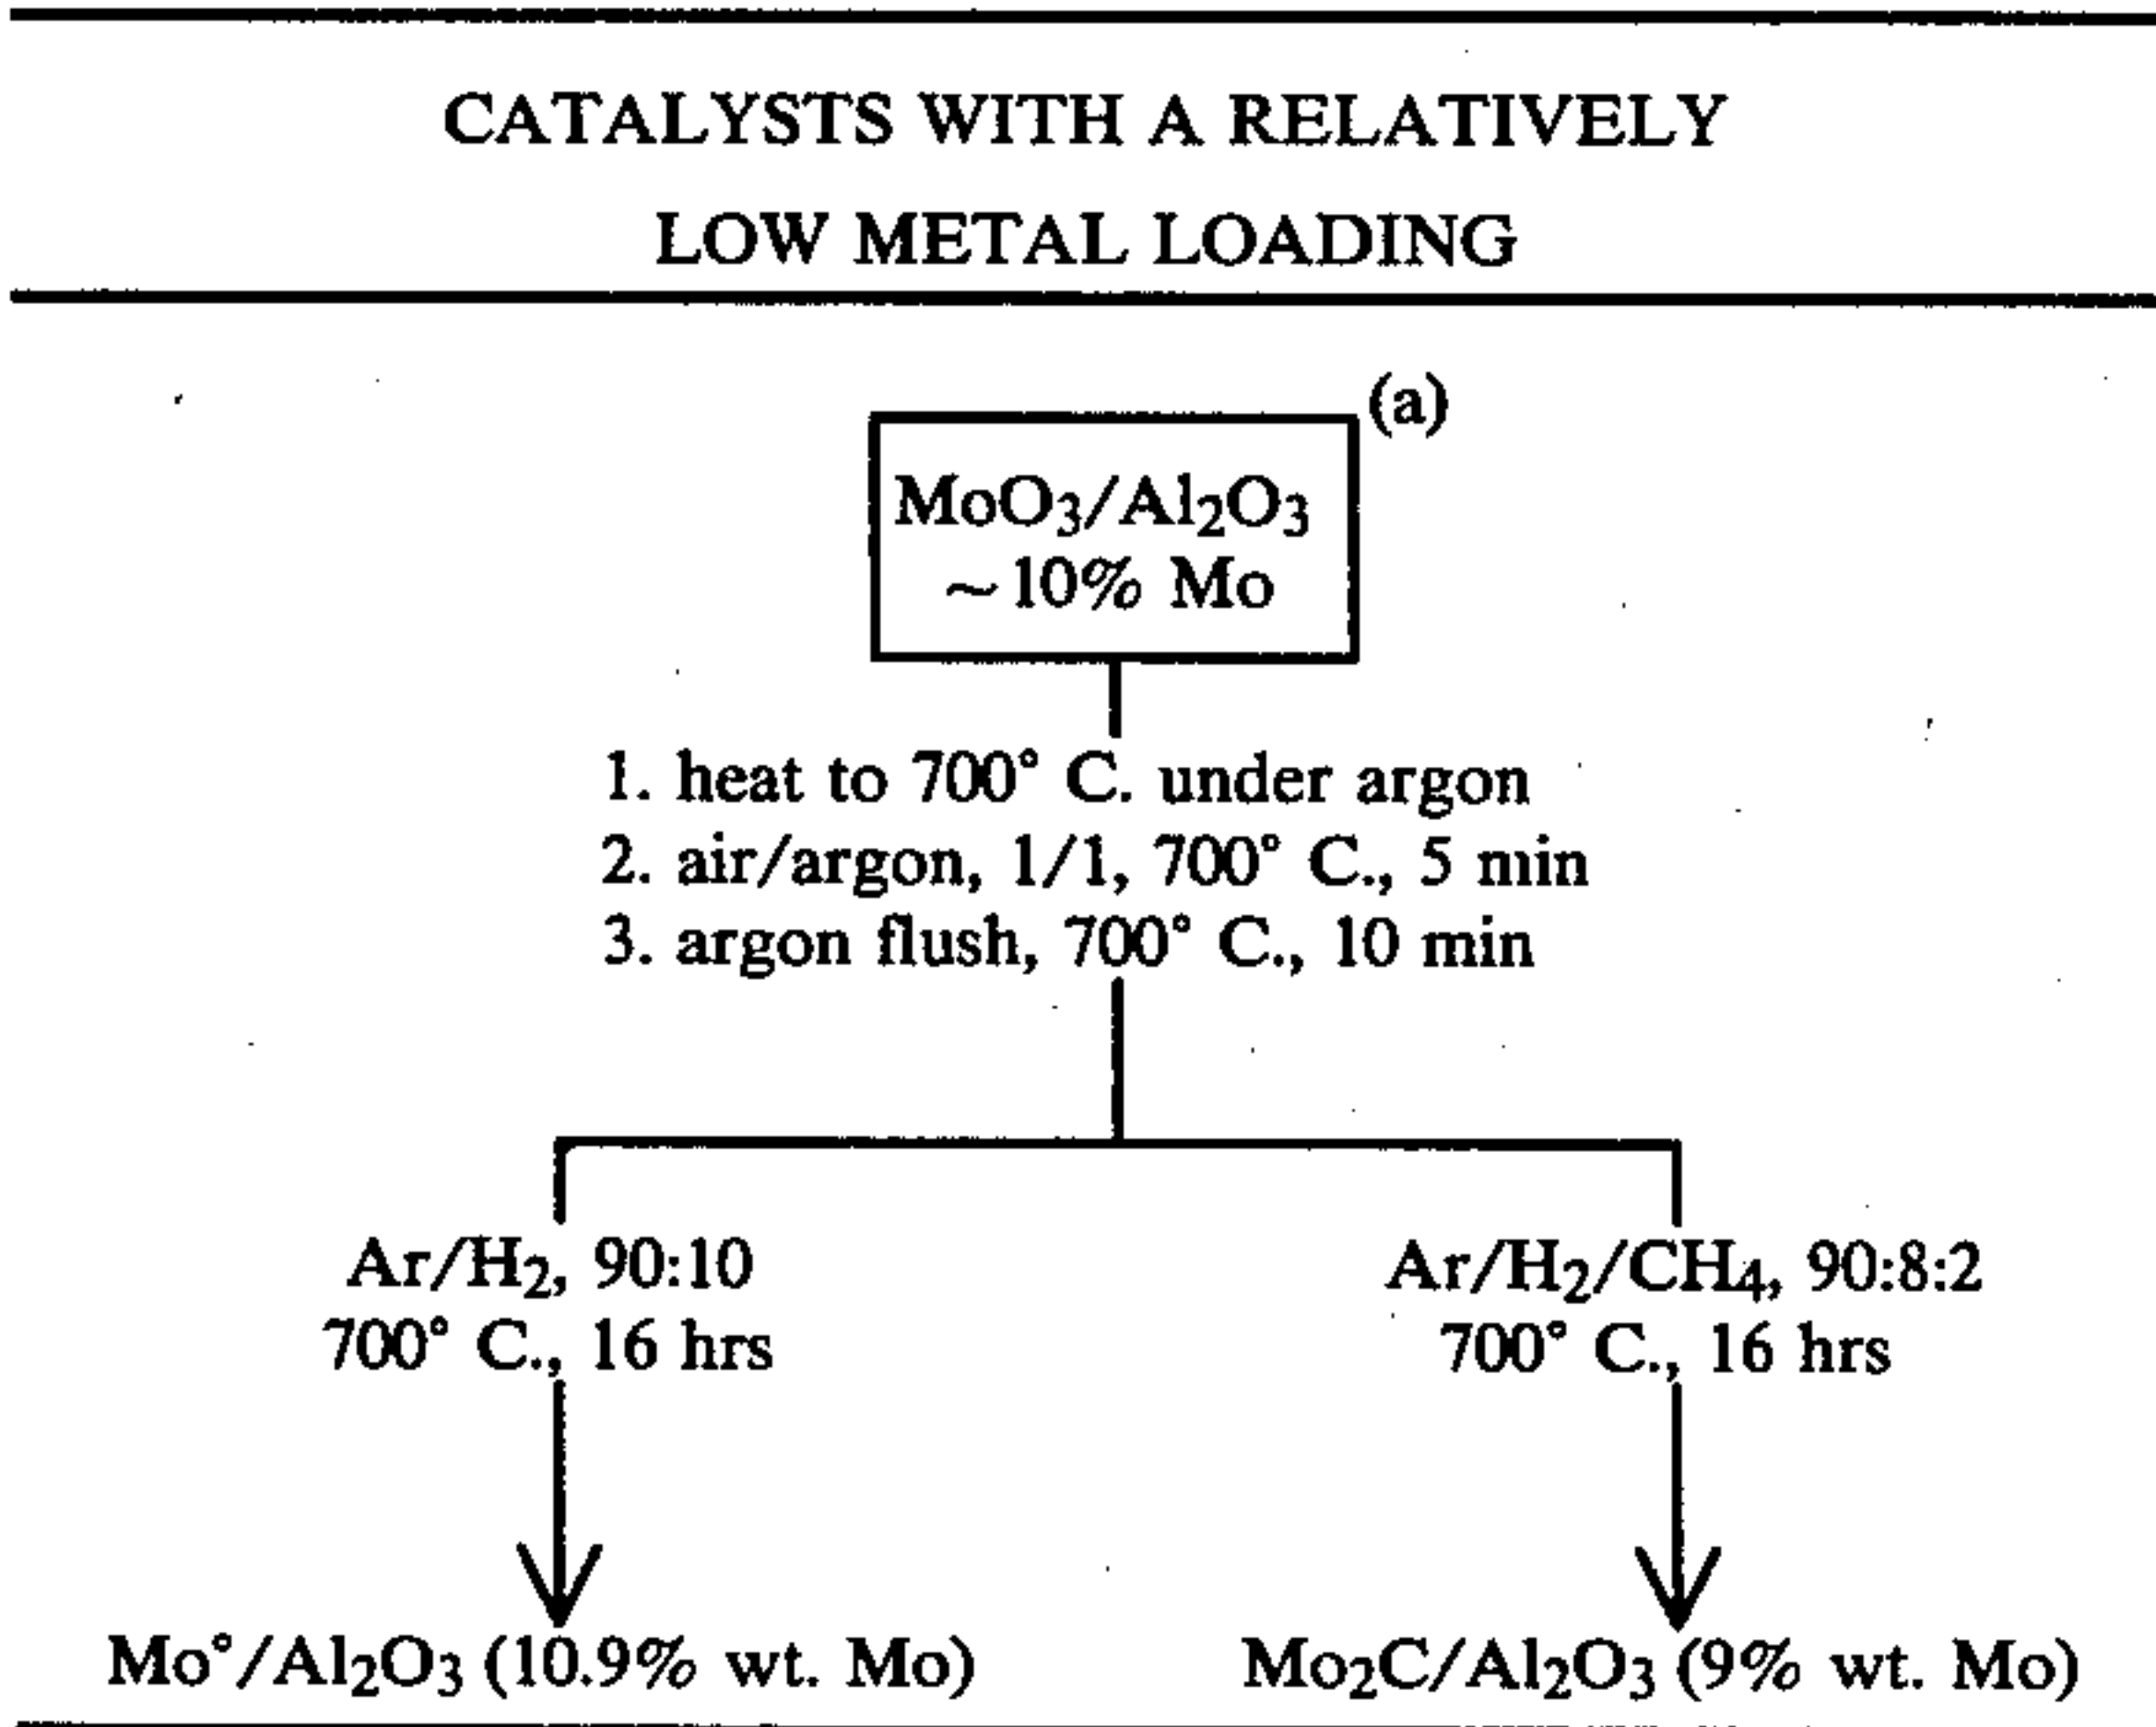 CATALYSTS WITH A RELATIVELY
LOW METAL LOADING
(a)
MoO₃/Al₂O₃
~10% Mo
1. heat to 700° C. under argon
2. air/argon, 1/1, 700° C., 5 min
3. argon flush, 700° C., 10 min
Ar/H₂, 90:10
700° C., 16 hrs
Ar/H₂/CH₄, 90:8:2
700° C., 16 hrs
Mo°/Al₂O₃ (10.9% wt. Mo)
Mo₂C/Al₂O₃ (9% wt. Mo)